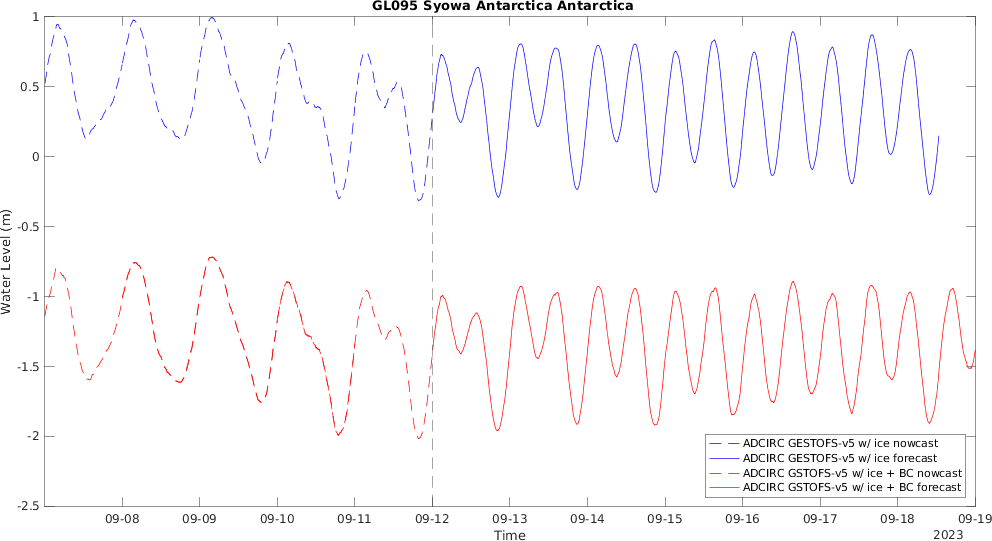 GL095 Syowa Antarctica Antarctica
Water Level (m)
1
0.5
0
-0.5
-1
-1.5
-2
-2.5
ADCIRC GESTOFS-v5 w/ ice nowcast
ADCIRC GESTOFS-v5 w/ ice forecast
ADCIRC GSTOFS-v5 w/ ice + BC nowcast
ADCIRC GSTOFS-v5 w/ ice + BC forecast
09-08 09-09 09-10 09-11 09-12 09-13 09-14 09-15 09-16 09-17 09-18 09-19
Time
2023